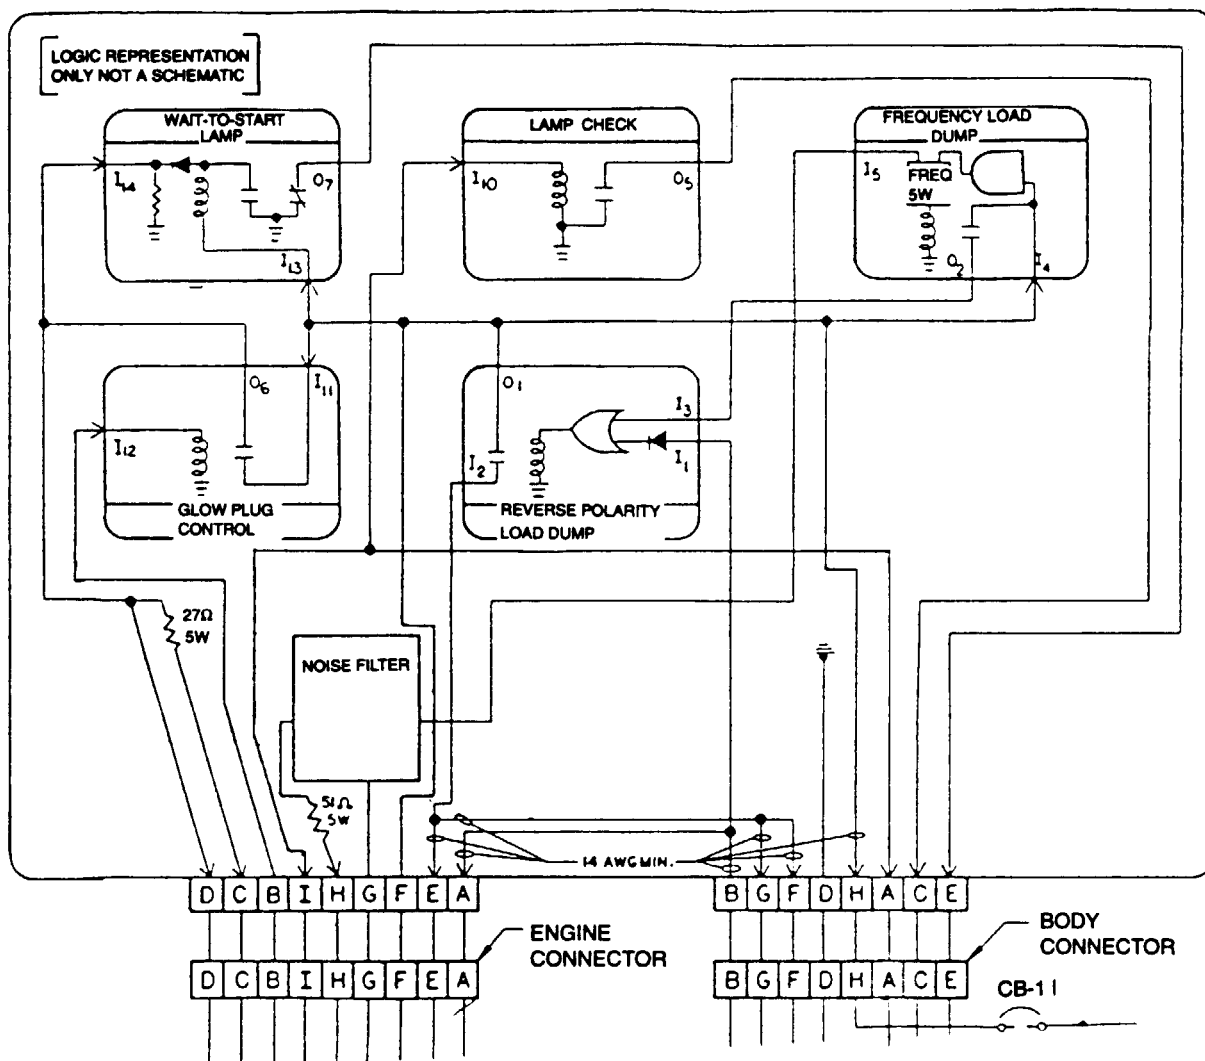 LOGIC REPRESENTATION
ONLY NOT A SCHEMATIC
WAIT-TO-START
LAMP
I14
O7
I13
LAMP CHECK
I10
O5
FREQUENCY LOAD
DUMP
I5
FREQ
5W
O2
I4
O6
I11
I12
GLOW PLUG
CONTROL
O1
I3
I2
I1
REVERSE POLARITY
LOAD DUMP
27Ω
5W
NOISE FILTER
51Ω
5W
14 AWG MIN.
D C B I H G F E A
B G F D H A C E
ENGINE
CONNECTOR
BODY
CONNECTOR
D C B I H G F E A
B G F D H A C E
CB-11